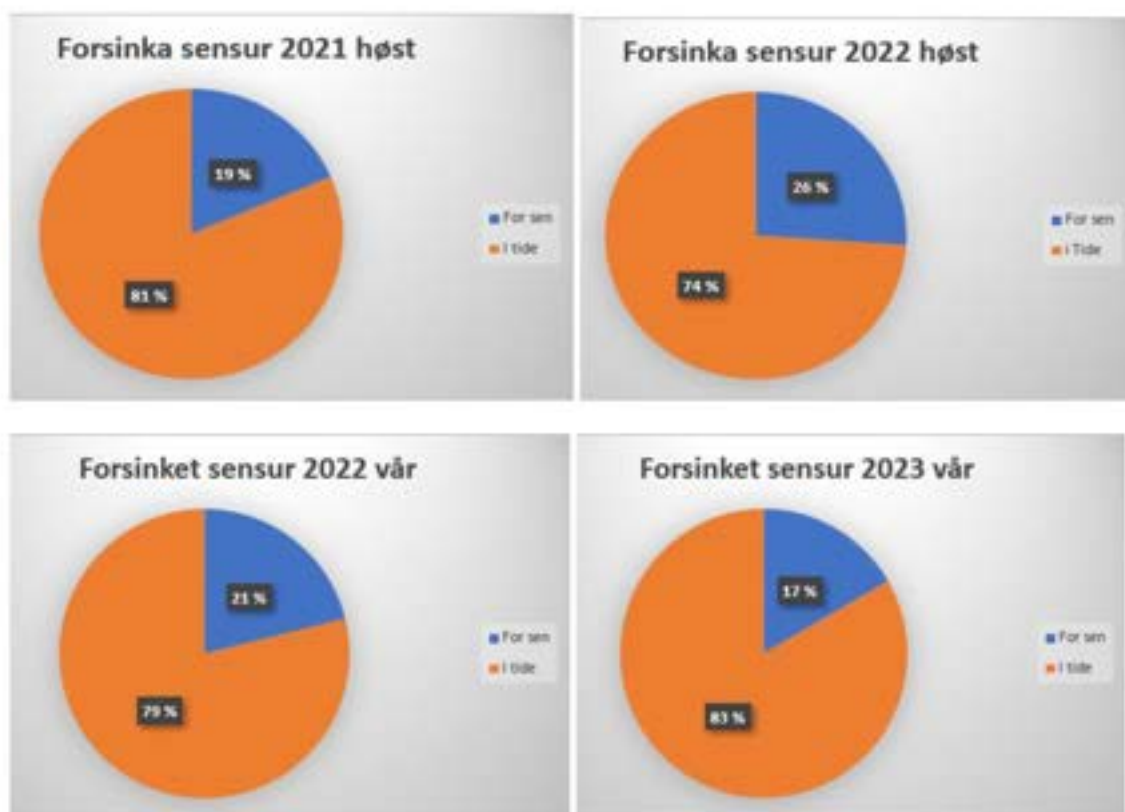 Forsinka sensur 2021 høst
19 %
81 %
For sen
I tide
Forsinka sensur 2022 høst
26 %
74 %
For sen
I Tide
Forsinket sensur 2022 vår
21 %
79 %
For sen
I tide
Forsinket sensur 2023 vår
17 %
83 %
For sen
I tide